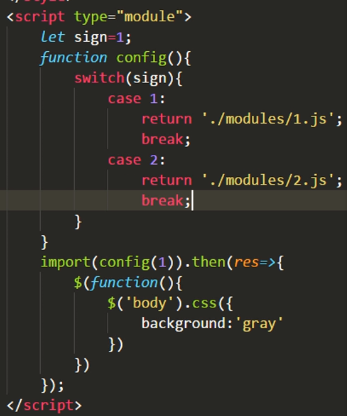 <script type="module">
let sign=1;
function config(){
switch(sign){
case 1:
return './modules/1.js';
break;
case 2:
return './modules/2.js';
break;
}
}
import(config(1)).then(res=>{
$(function(){
$('body').css({
background:'gray'
})
})
});
</script>